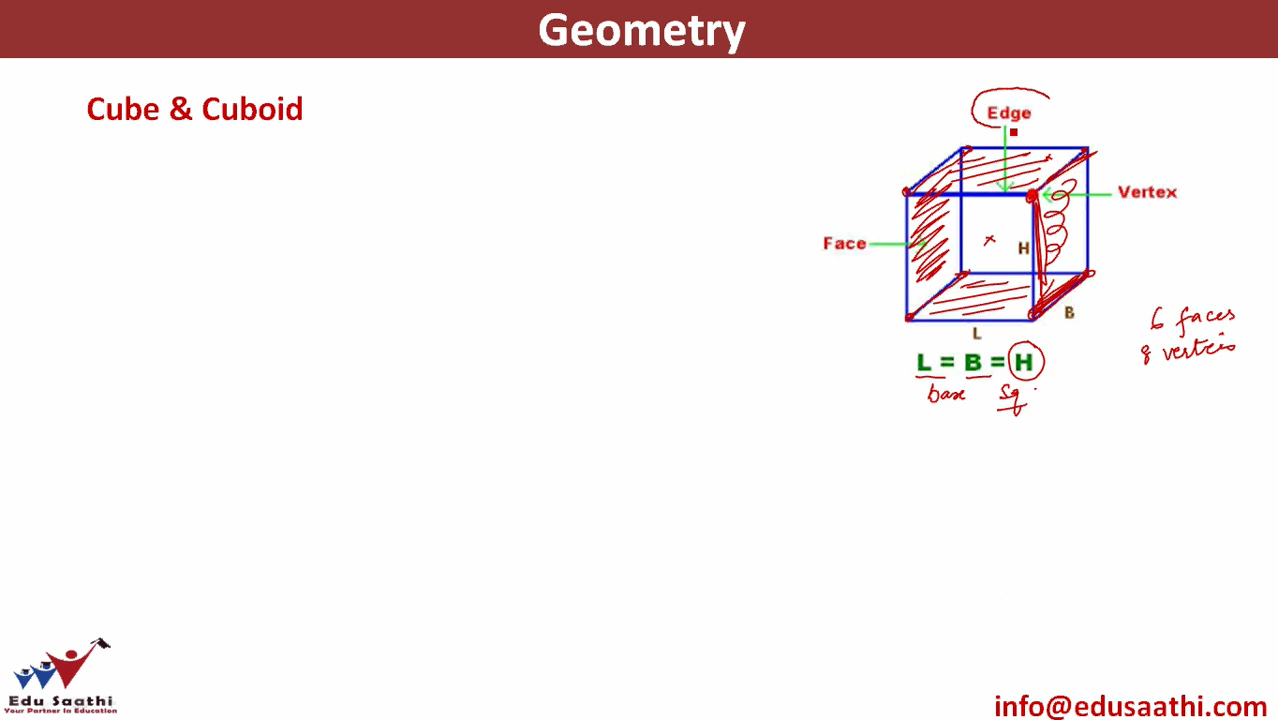 Geometry
Cube & Cuboid
Edge
Vertex
Face
H
B
L
L = B = H
base sq.
6 faces
8 verteis
Edu Saathi
Your Partner In Education
info@edusaathi.com